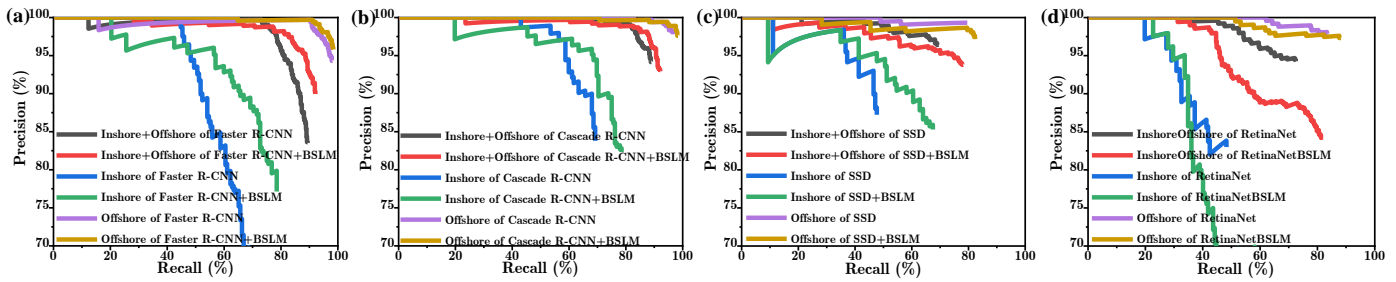 (a)
100
95
90
85
80
75
70
Precision (%)
Inshore+Offshore of Faster R-CNN
Inshore+Offshore of Faster R-CNN+BSLM
Inshore of Faster R-CNN
Inshore of Faster R-CNN+BSLM
Offshore of Faster R-CNN
Offshore of Faster R-CNN+BSLM
0 20 40 60 80 100
Recall (%)
(b)
100
95
90
85
80
75
70
Precision (%)
Inshore+Offshore of Cascade R-CNN
Inshore+Offshore of Cascade R-CNN+BSLM
Inshore of Cascade R-CNN
Inshore of Cascade R-CNN+BSLM
Offshore of Cascade R-CNN
Offshore of Cascade R-CNN+BSLM
0 20 40 60 80 100
Recall (%)
(c)
100
95
90
85
80
75
70
Precision (%)
Inshore+Offshore of SSD
Inshore+Offshore of SSD+BSLM
Inshore of SSD
Inshore of SSD+BSLM
Offshore of SSD
Offshore of SSD+BSLM
0 20 40 60 80 100
Recall (%)
(d)
100
95
90
85
80
75
70
Precision (%)
InshoreOffshore of RetinaNet
InshoreOffshore of RetinaNetBSLM
Inshore of RetinaNet
Inshore of RetinaNetBSLM
Offshore of RetinaNet
Offshore of RetinaNetBSLM
0 20 40 60 80 100
Recall (%)